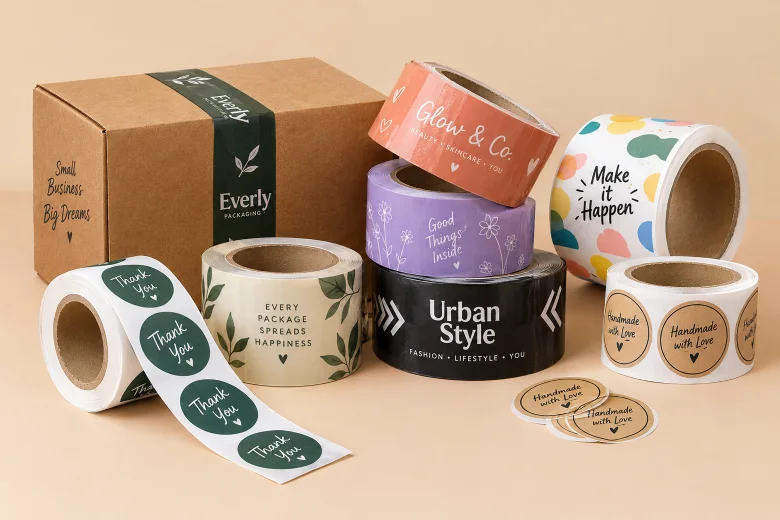 Everly
Everly
PACKAGING
Small
Business
Big Dreams
Glow & Co.
BEAUTY • SKINCARE • YOU
Make
it
Happen
Good
Things
Inside
Urban
Style
FASHION • LIFESTYLE • YOU
EVERY
PACKAGE
SPREADS
HAPPINESS
Thank
You
Thank
You
Thank
You
Thank
You
Handmade
with Love
Handmade
with Love
Handmade
with Love
Handmade
with Love